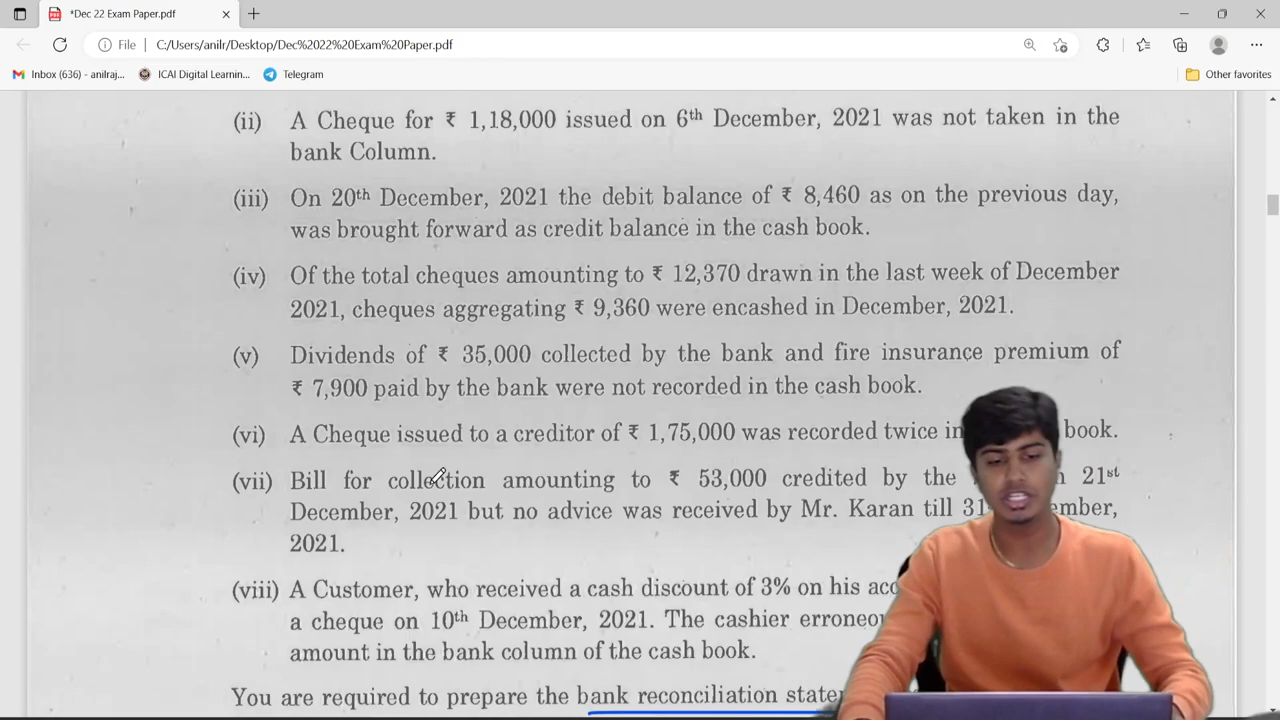 *Dec 22 Exam Paper.pdf
File
C:/Users/anilr/Desktop/Dec%2022%20Exam%20Paper.pdf
Inbox (636) - anilraj...
ICAI Digital Learnin...
Telegram
Other favorites
(ii) A Cheque for ₹ 1,18,000 issued on 6th December, 2021 was not taken in the
bank Column.
(iii) On 20th December, 2021 the debit balance of ₹ 8,460 as on the previous day,
was brought forward as credit balance in the cash book.
(iv) Of the total cheques amounting to ₹ 12,370 drawn in the last week of December
2021, cheques aggregating ₹ 9,360 were encashed in December, 2021.
(v) Dividends of ₹ 35,000 collected by the bank and fire insurance premium of
₹ 7,900 paid by the bank were not recorded in the cash book.
(vi) A Cheque issued to a creditor of ₹ 1,75,000 was recorded twice in book.
(vii) Bill for collection amounting to ₹ 53,000 credited by the 21st
December, 2021 but no advice was received by Mr. Karan till
2021.
(viii) A Customer, who received a cash discount of 3% on his
a cheque on 10th December, 2021. The cashier
amount in the bank column of the cash book.
You are required to prepare the bank reconciliation